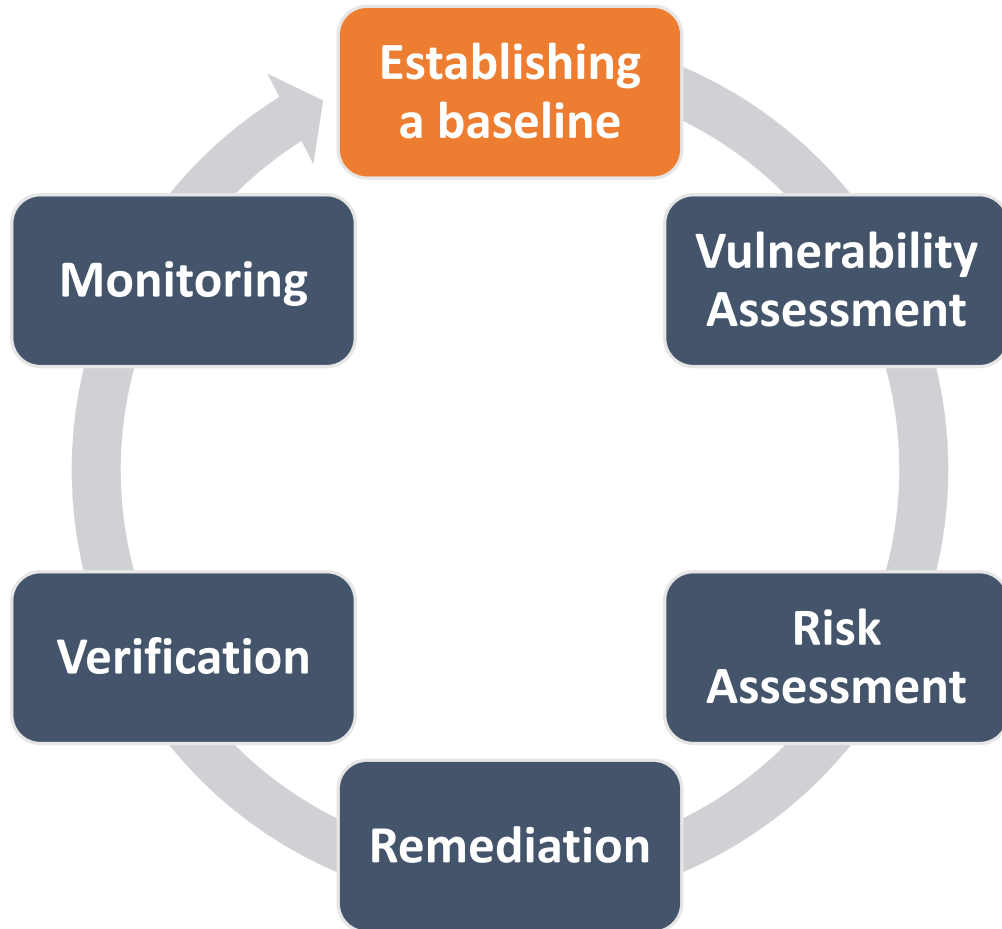 Establishing
a baseline
Vulnerability
Assessment
Risk
Assessment
Remediation
Verification
Monitoring